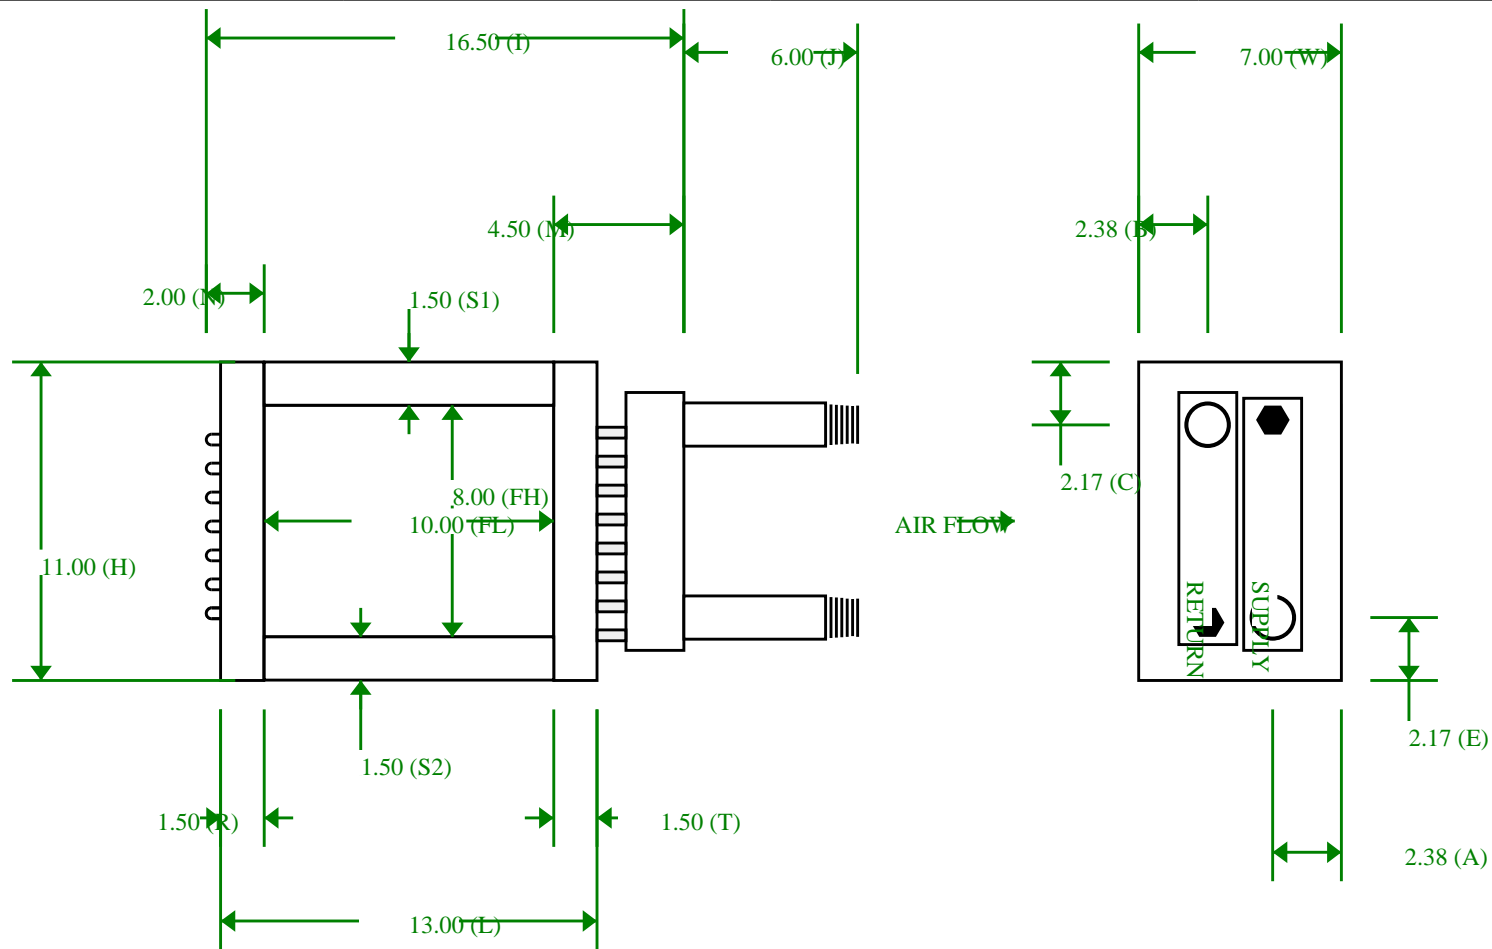 16.50 (I)
6.00 (J)
7.00 (W)
4.50 (M)
2.38 (B)
2.00 (N)
1.50 (S1)
2.17 (C)
8.00 (FH)
10.00 (FL)
AIR FLOW
11.00 (H)
RETURN
SUPPLY
2.17 (E)
1.50 (S2)
1.50 (R)
1.50 (T)
2.38 (A)
13.00 (L)